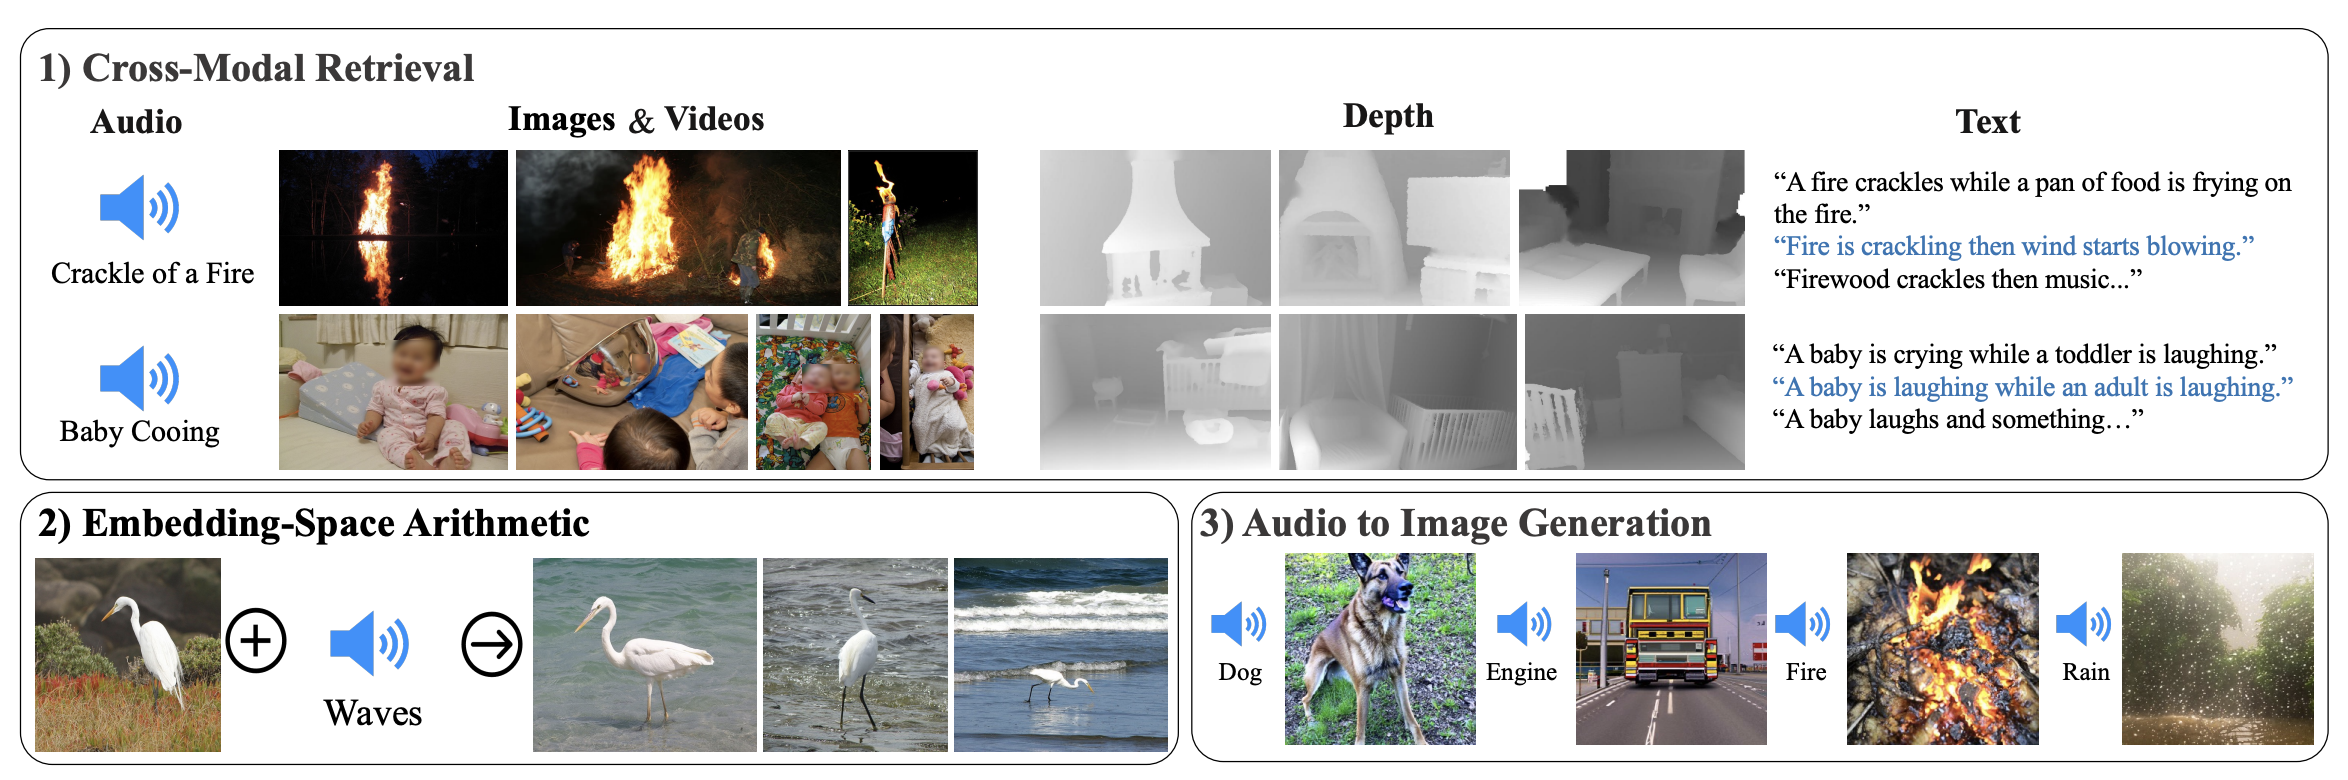 1) Cross-Modal Retrieval
Audio
Images & Videos
Depth
Text
Crackle of a Fire
“A fire crackles while a pan of food is frying on
the fire.”
“Fire is crackling then wind starts blowing.”
“Firewood crackles then music...”
Baby Cooing
“A baby is crying while a toddler is laughing.”
“A baby is laughing while an adult is laughing.”
“A baby laughs and something…”
2) Embedding-Space Arithmetic
Waves
3) Audio to Image Generation
Dog
Engine
Fire
Rain